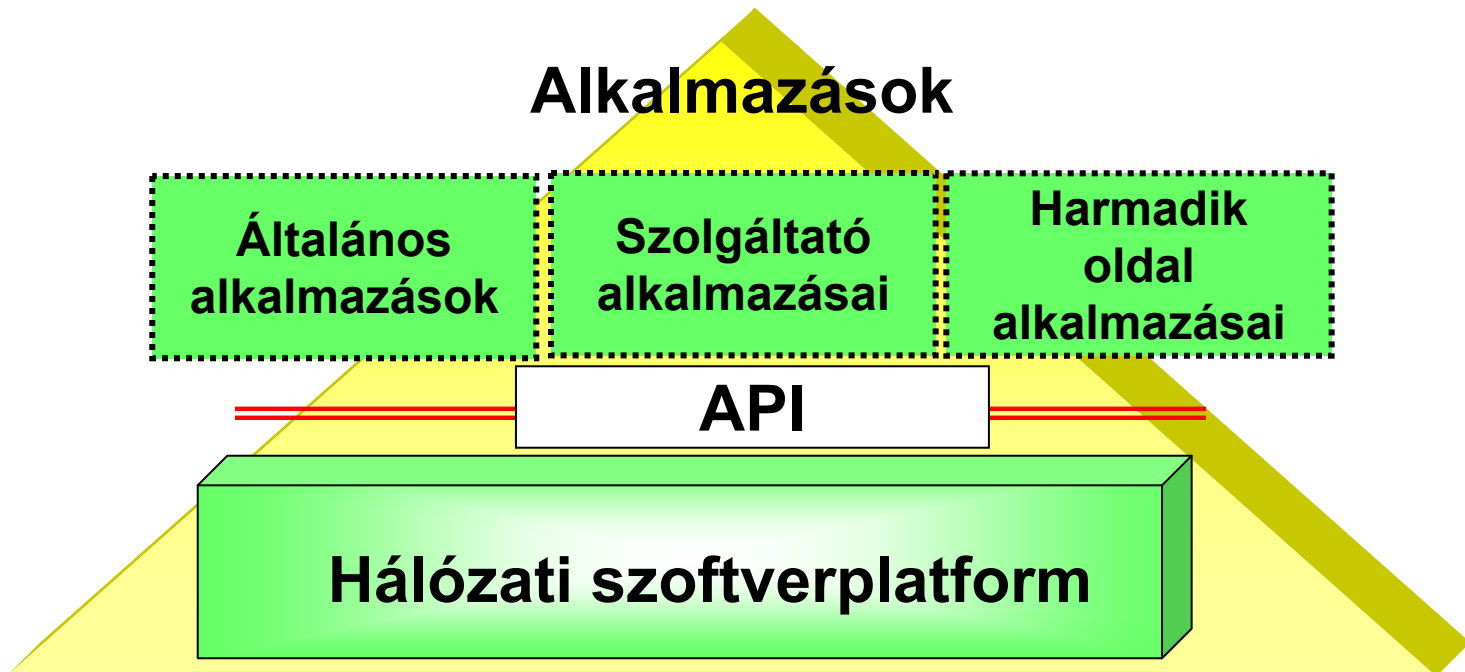 Alkalmazások
Általános
alkalmazások
Szolgáltató
alkalmazásai
Harmadik
oldal
alkalmazásai
API
Hálózati szoftverplatform